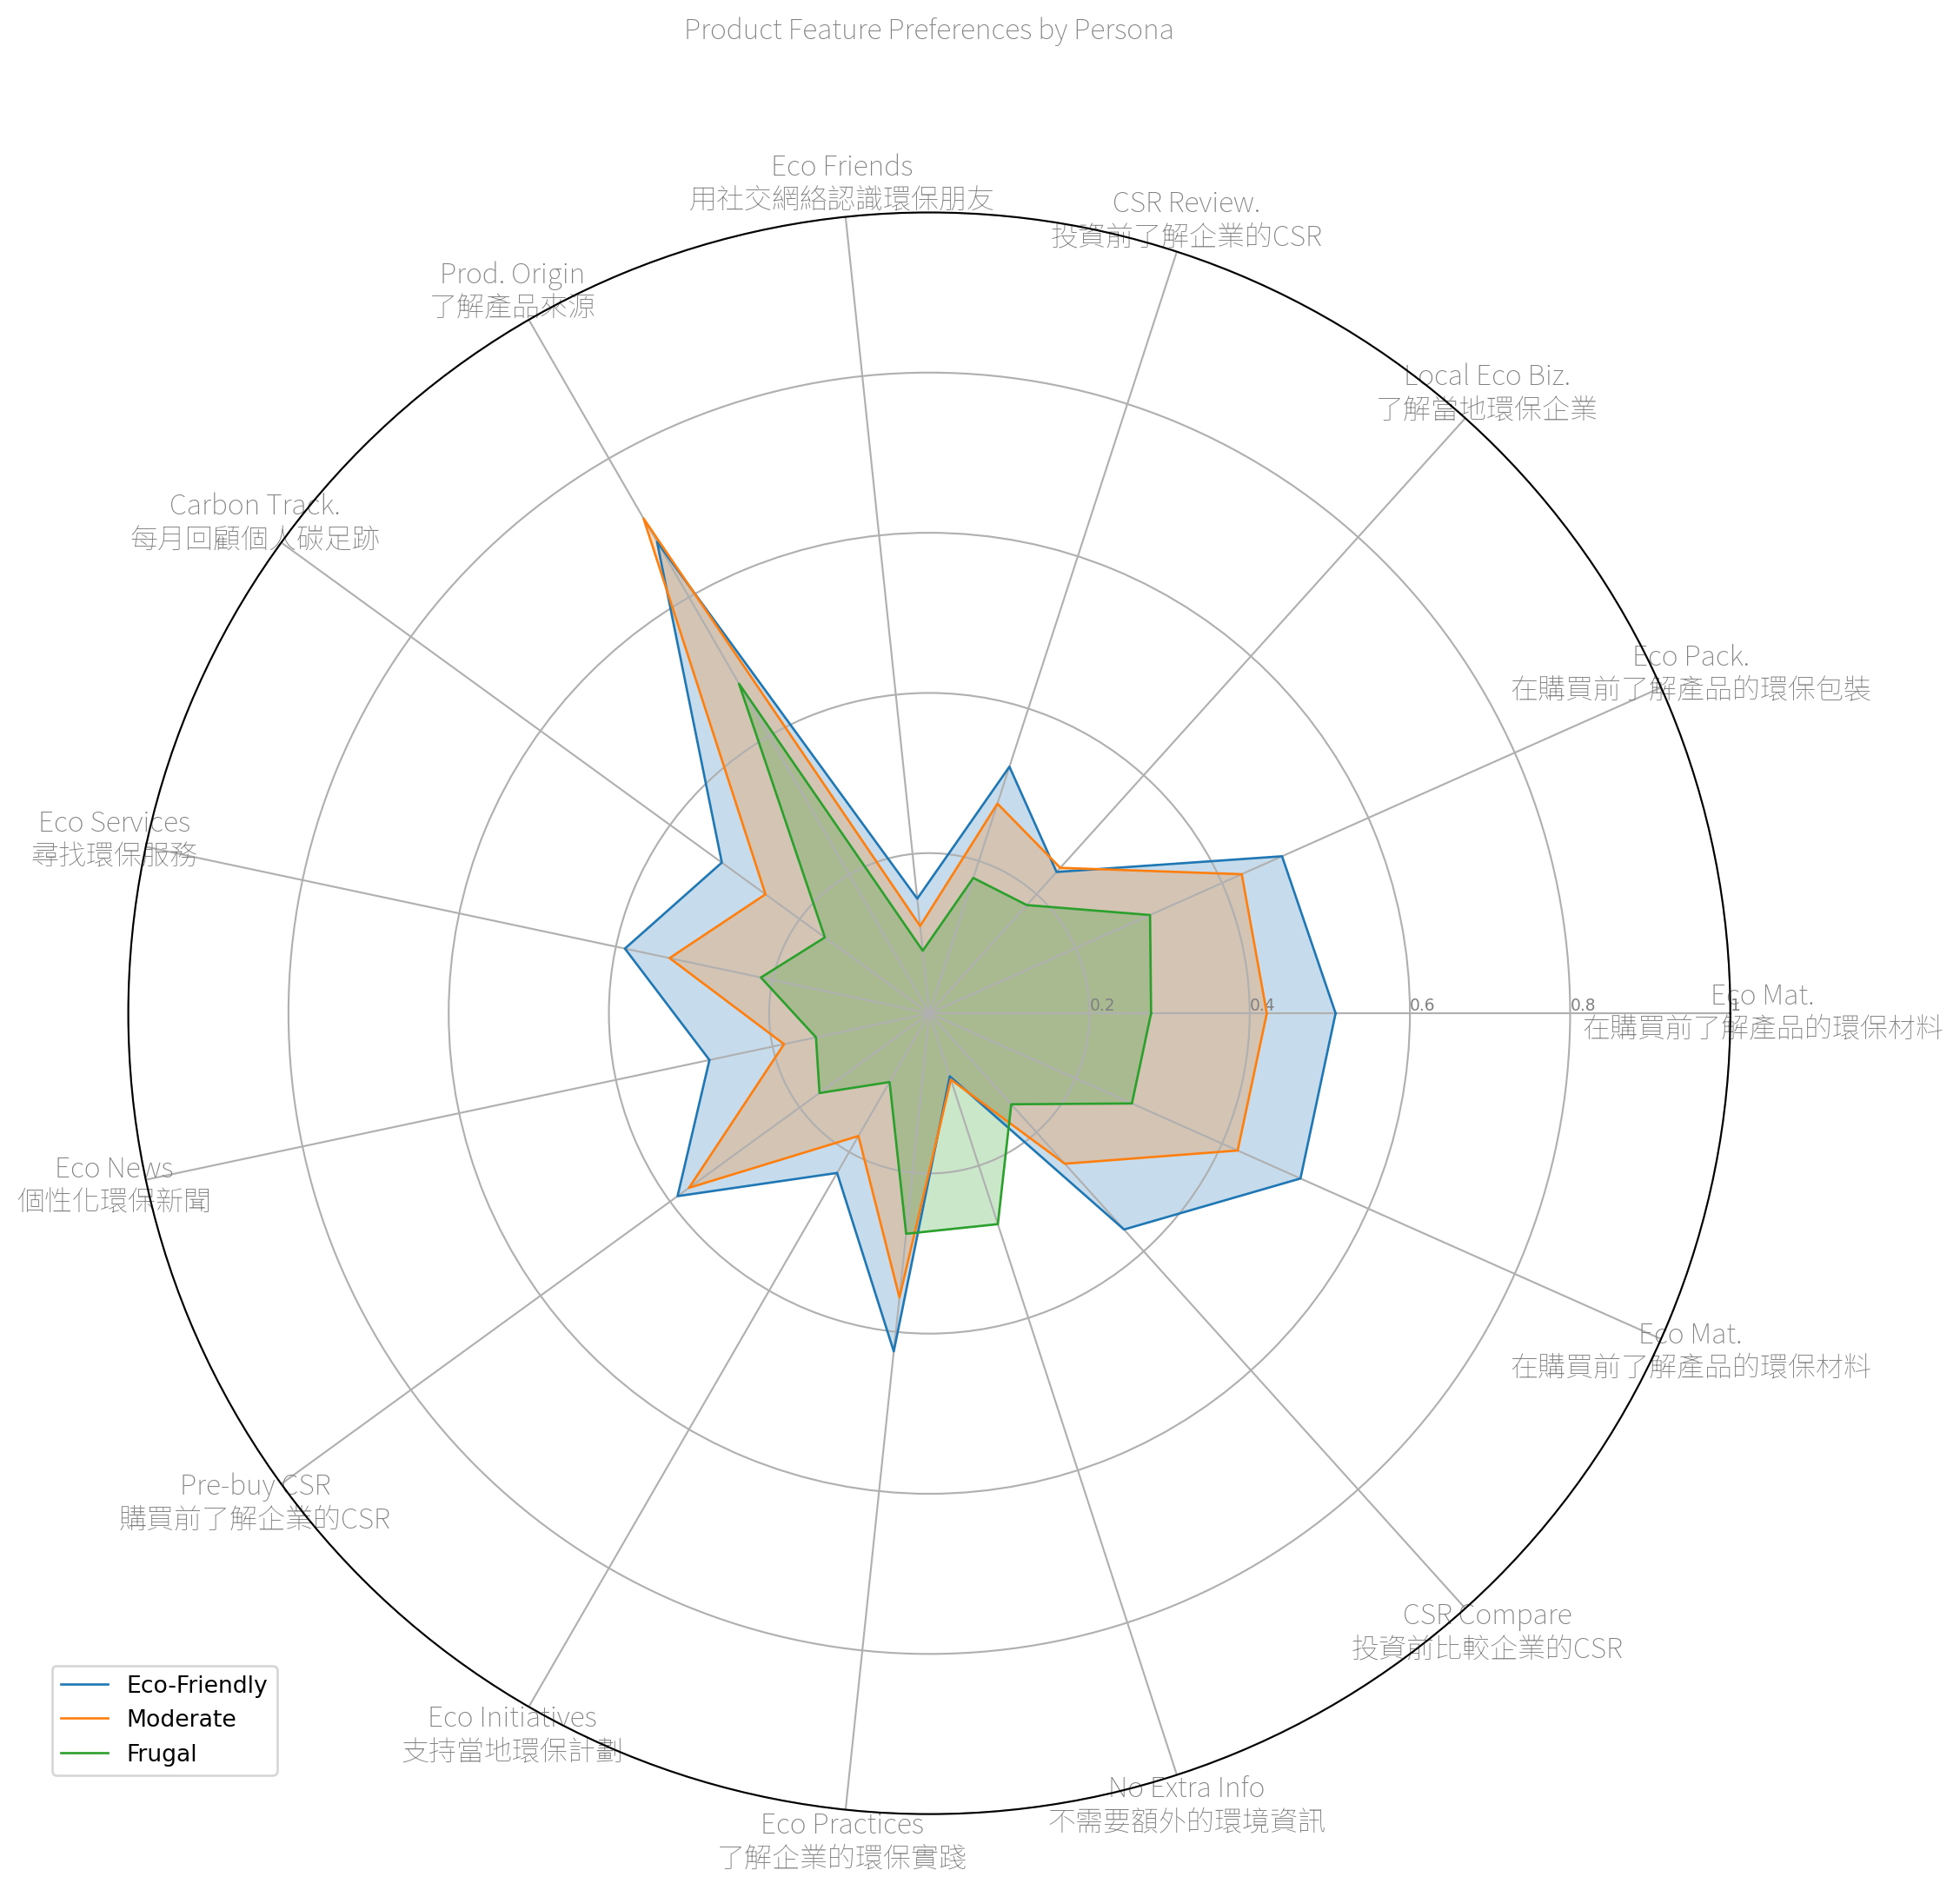 Product Feature Preferences by Persona
Eco Friends
用社交網絡認識環保朋友
CSR Review.
投資前了解企業的CSR
Prod. Origin
了解產品來源
Local Eco Biz.
了解當地環保企業
Carbon Track.
每月回顧個人碳足跡
Eco Pack.
在購買前了解產品的環保包裝
Eco Services
尋找環保服務
0.2
0.4
0.6
0.8
1
Eco Mat.
在購買前了解產品的環保材料
Eco News
個性化環保新聞
Eco Mat.
在購買前了解產品的環保材料
Pre-buy CSR
購買前了解企業的CSR
CSR Compare
投資前比較企業的CSR
Eco Initiatives
支持當地環保計劃
No Extra Info
不需要額外的環境資訊
Eco Practices
了解企業的環保實踐
Eco-Friendly
Moderate
Frugal